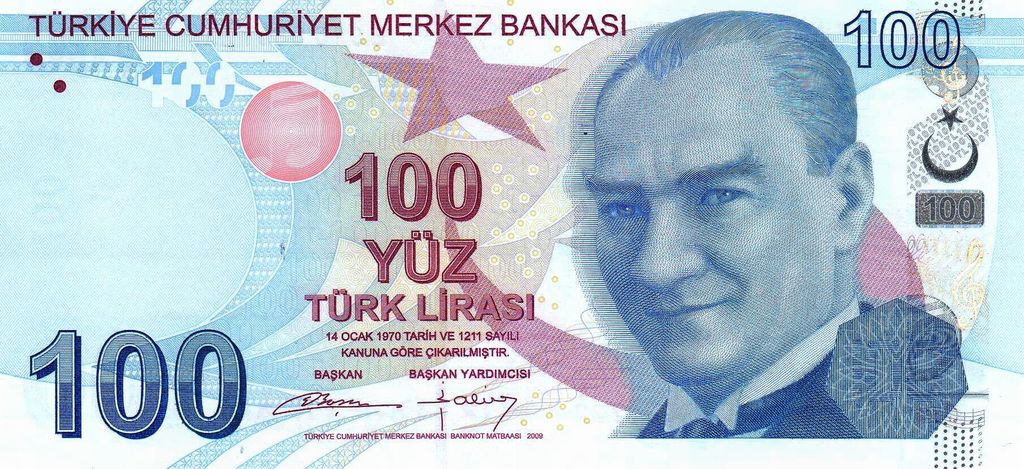 TÜRKİYE CUMHURİYET MERKEZ BANKASI
100
100
100
100
YÜZ
TÜRK LİRASI
14 OCAK 1970 TARİH VE 1211 SAYILI
KANUNA GÖRE ÇIKARILMIŞTIR.
BAŞKAN BAŞKAN YARDIMCISI
100
TÜRKİYE CUMHURİYET MERKEZ BANKASI BANKNOT MATBAASI 2009